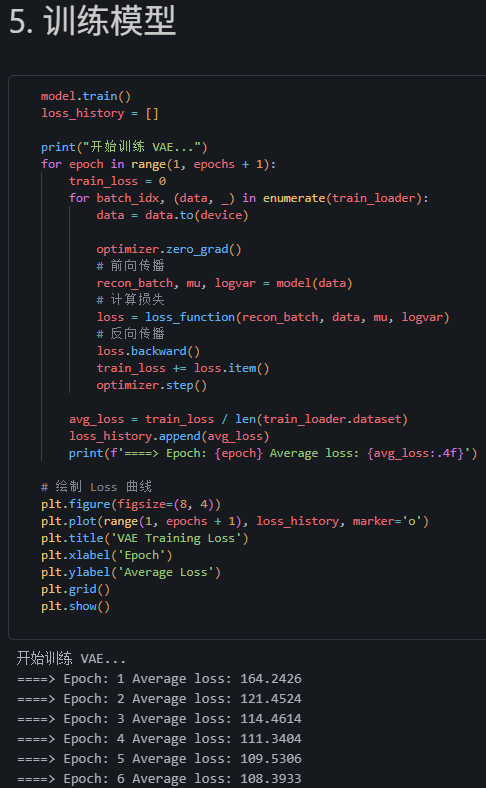 5. 训练模型
model.train()
loss_history = []
print("开始训练 VAE...")
for epoch in range(1, epochs + 1):
    train_loss = 0
    for batch_idx, (data, _) in enumerate(train_loader):
        data = data.to(device)
        optimizer.zero_grad()
        # 前向传播
        recon_batch, mu, logvar = model(data)
        # 计算损失
        loss = loss_function(recon_batch, data, mu, logvar)
        # 反向传播
        loss.backward()
        train_loss += loss.item()
        optimizer.step()
    avg_loss = train_loss / len(train_loader.dataset)
    loss_history.append(avg_loss)
    print(f'====> Epoch: {epoch} Average loss: {avg_loss:.4f}')
# 绘制 Loss 曲线
plt.figure(figsize=(8, 4))
plt.plot(range(1, epochs + 1), loss_history, marker='o')
plt.title('VAE Training Loss')
plt.xlabel('Epoch')
plt.ylabel('Average Loss')
plt.grid()
plt.show()
开始训练 VAE...
====> Epoch: 1 Average loss: 164.2426
====> Epoch: 2 Average loss: 121.4524
====> Epoch: 3 Average loss: 114.4614
====> Epoch: 4 Average loss: 111.3404
====> Epoch: 5 Average loss: 109.5306
====> Epoch: 6 Average loss: 108.3933